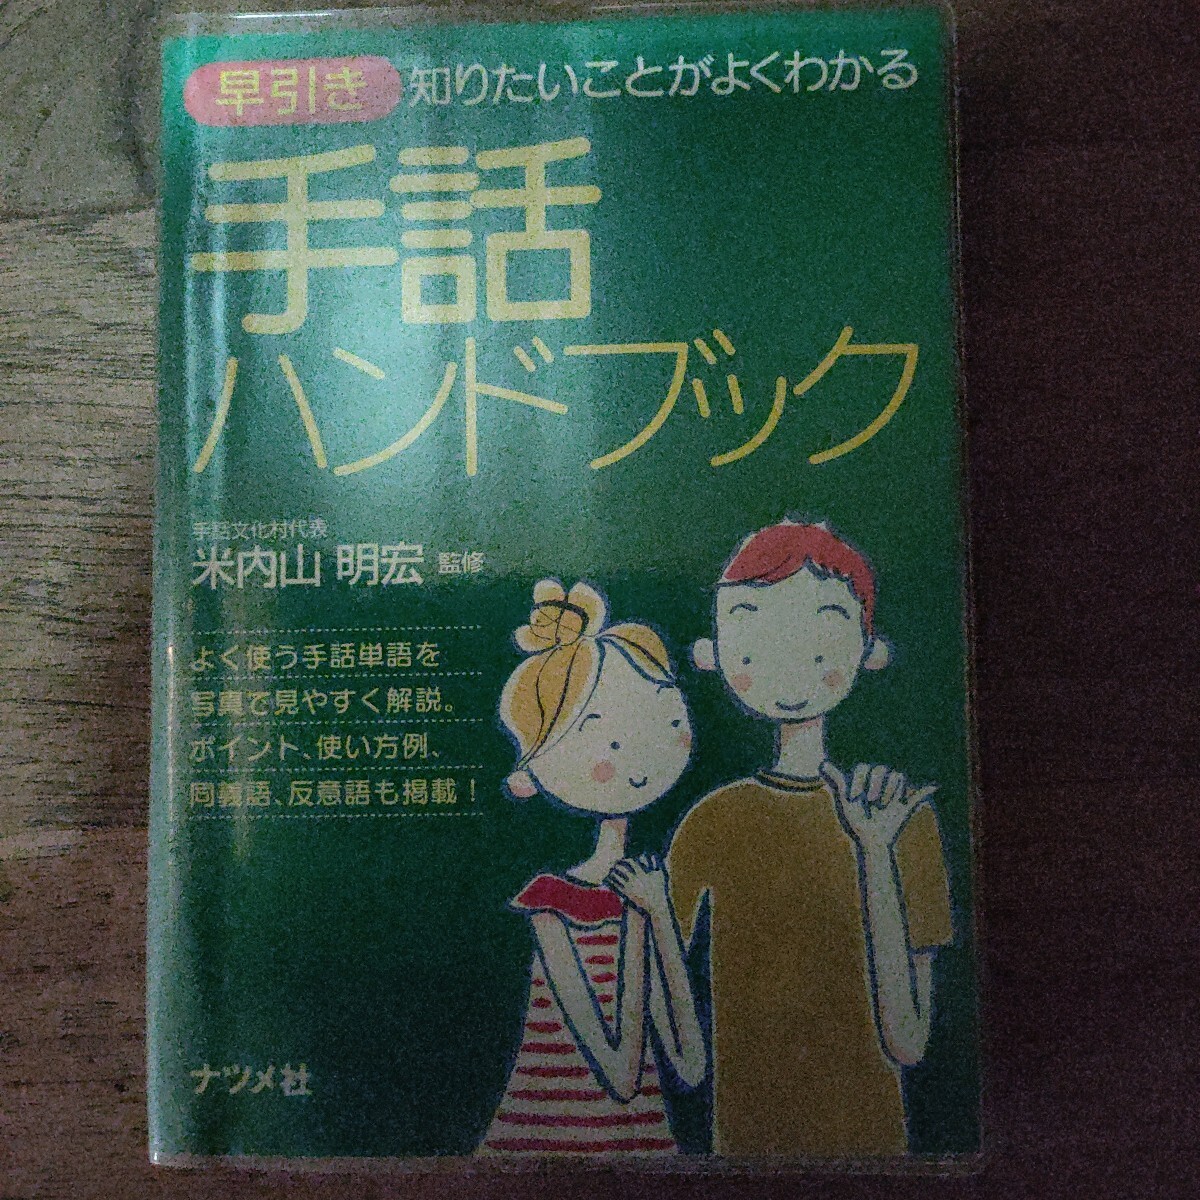 早引き 知りたいことがよくわかる
手話
ハンドブック
手話文化村代表
米内山 明宏 監修
よく使う手話単語を
写真で見やすく解説。
ポイント、使い方例、
同義語、反意語も掲載！
ナツメ社